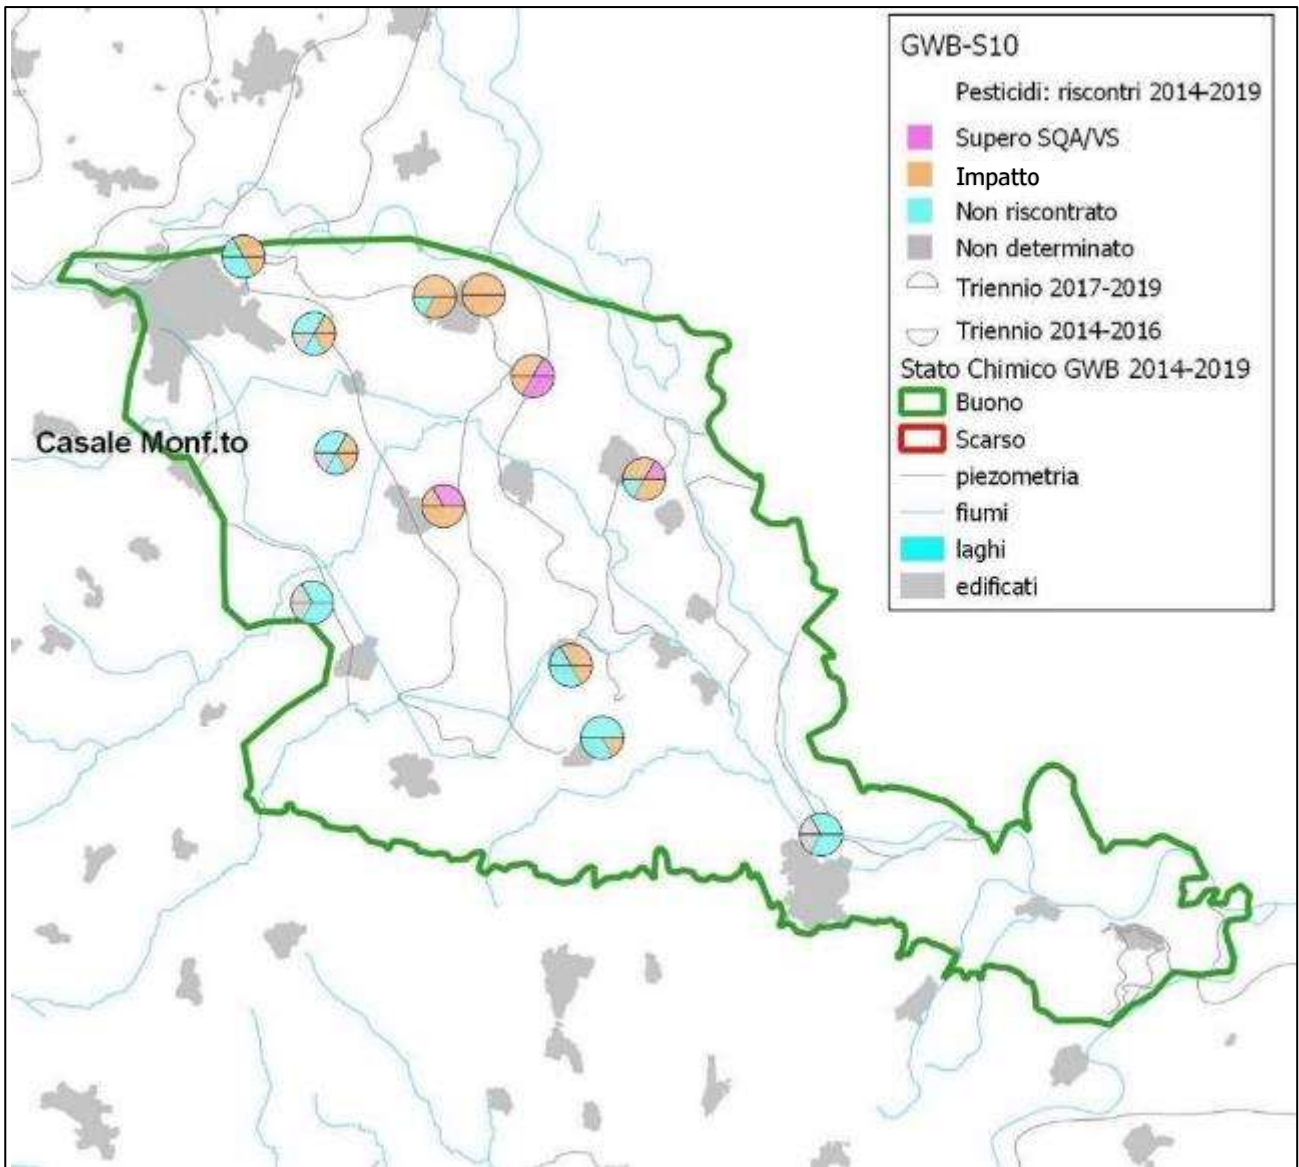 GWB-S10
Pesticidi: riscontri 2014-2019
Supero SQA/VS
Impatto
Non riscontrato
Non determinato
Triennio 2017-2019
Triennio 2014-2016
Stato Chimico GWB 2014-2019
Buono
Scarso
piezometria
fiumi
laghi
edificati
Casale Monf.to